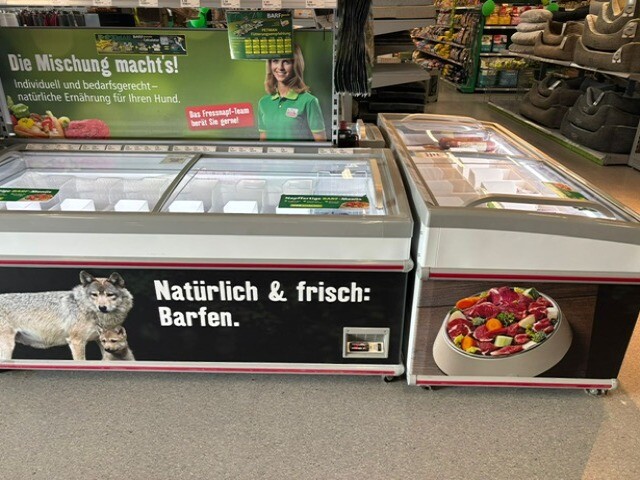 Die Mischung macht's!
Individuell und bedarfsgerecht–
natürliche Ernährung für Ihren Hund.
Das Fressnapf-Team
berät Sie gerne!
Natürlich & frisch:
Barfen.